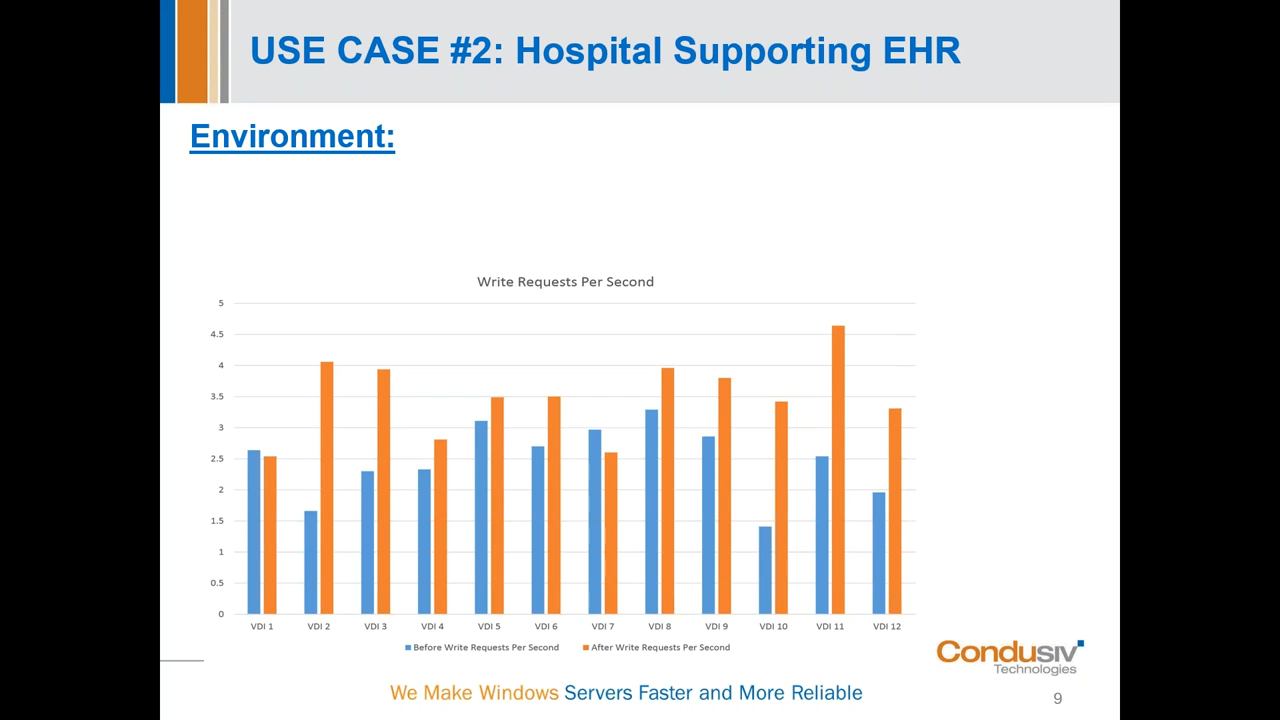 USE CASE #2: Hospital Supporting EHR
Environment:
Write Requests Per Second
5
4.5
4
3.5
3
2.5
2
1.5
1
0.5
0
VDI 1 VDI 2 VDI 3 VDI 4 VDI 5 VDI 6 VDI 7 VDI 8 VDI 9 VDI 10 VDI 11 VDI 12
Before Write Requests Per Second After Write Requests Per Second
Condusiv
Technologies
We Make Windows Servers Faster and More Reliable
9